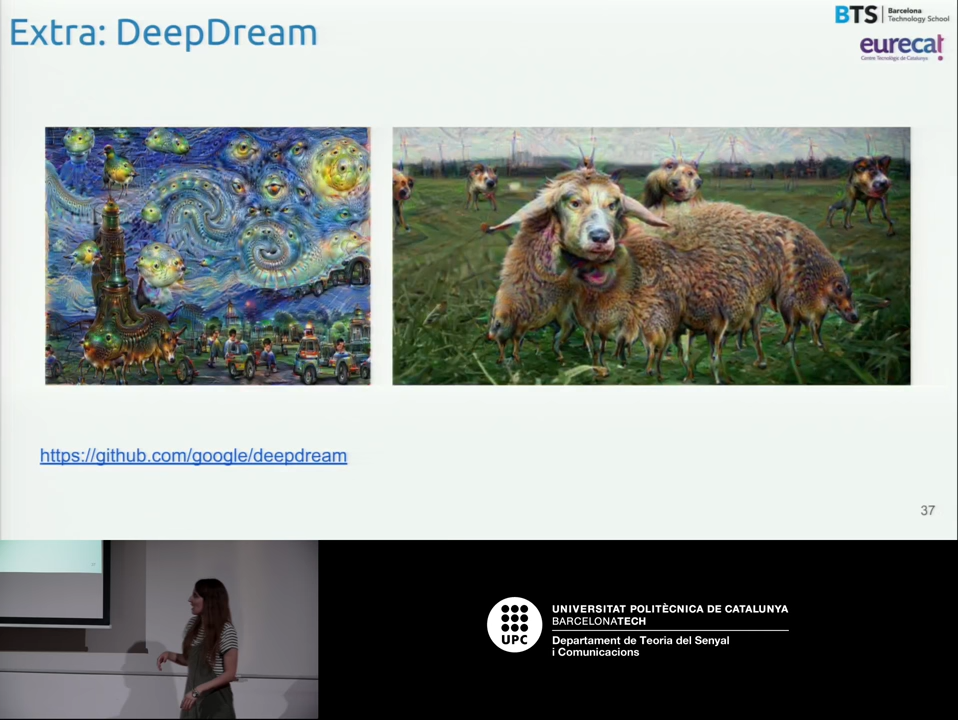 Extra: DeepDream
BTS
Barcelona
Technology School
eurecat
Centre Tecnològic de Catalunya
https://github.com/google/deepdream
37
UPC
UNIVERSITAT POLITÈCNICA DE CATALUNYA
BARCELONATECH
Departament de Teoria del Senyal
i Comunicacions